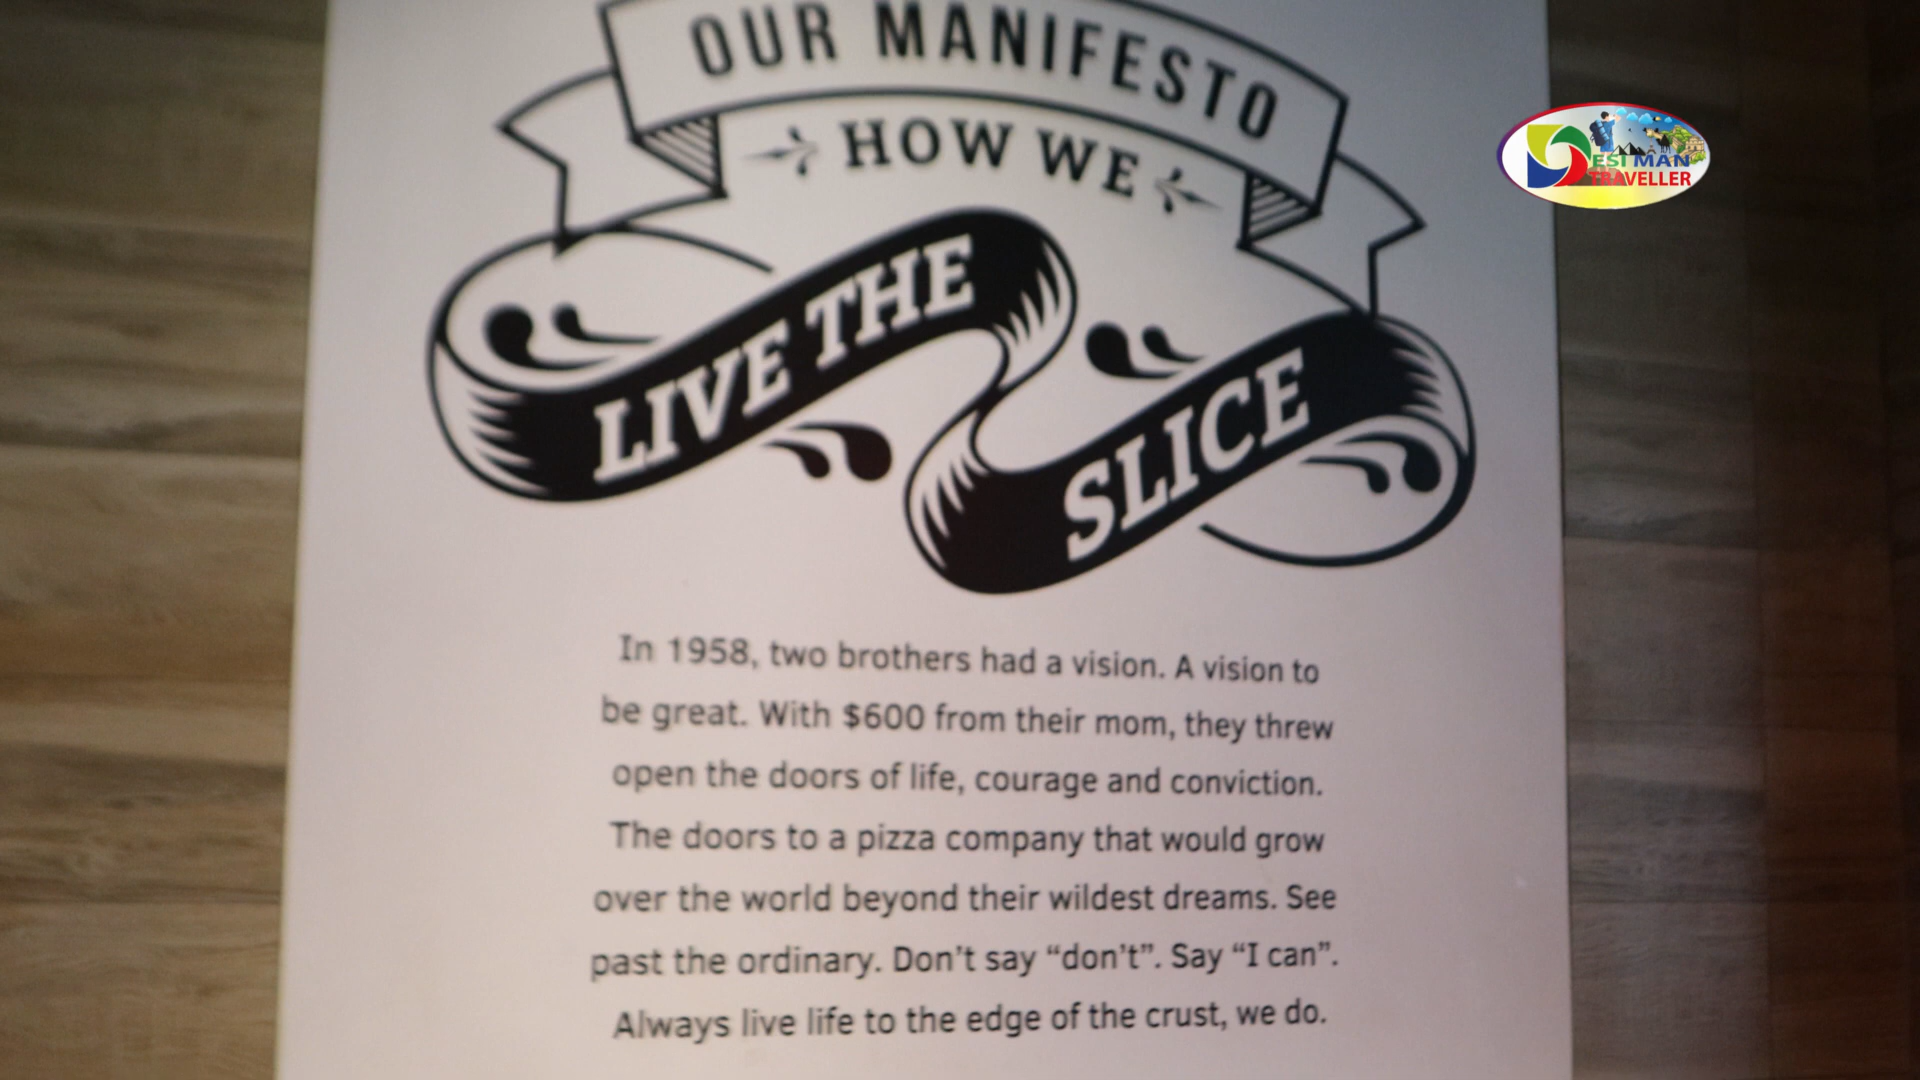 OUR MANIFESTO
HOW WE
LIVE THE
SLICE
In 1958, two brothers had a vision. A vision to
be great. With $600 from their mom, they threw
open the doors of life, courage and conviction.
The doors to a pizza company that would grow
over the world beyond their wildest dreams. See
past the ordinary. Don't say “don't”. Say “I can”.
Always live life to the edge of the crust, we do.
DESI MAN
TRAVELLER